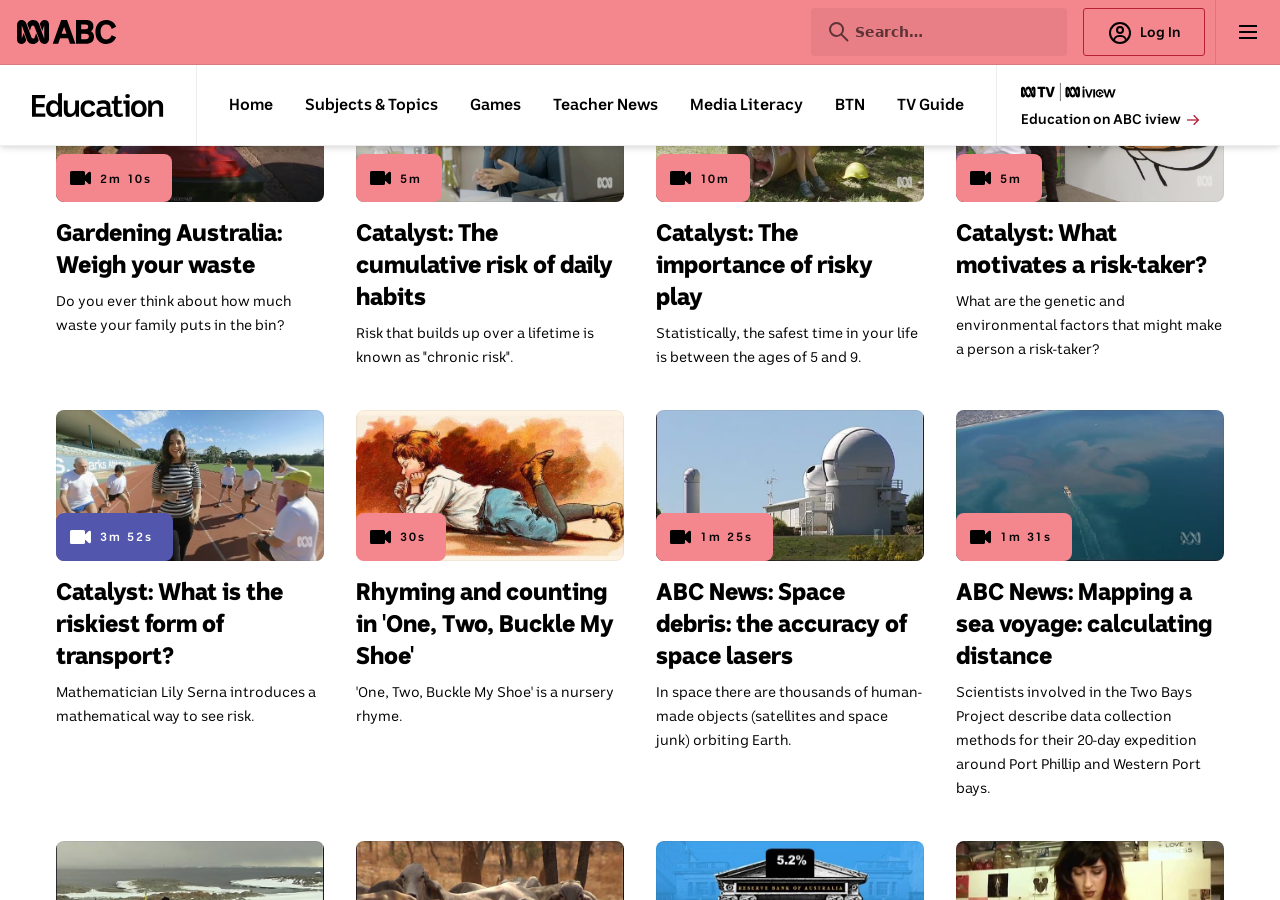 ABC
Search...
Log In
Education
Home
Subjects & Topics
Games
Teacher News
Media Literacy
BTN
TV Guide
TV iview
Education on ABC iview →
2m 10s
5m
10m
5m
Gardening Australia:
Weigh your waste
Do you ever think about how much
waste your family puts in the bin?
Catalyst: The
cumulative risk of daily
habits
Risk that builds up over a lifetime is
known as "chronic risk".
Catalyst: The
importance of risky
play
Statistically, the safest time in your life
is between the ages of 5 and 9.
Catalyst: What
motivates a risk-taker?
What are the genetic and
environmental factors that might make
a person a risk-taker?
3m 52s
30s
1m 25s
1m 31s
Catalyst: What is the
riskiest form of
transport?
Mathematician Lily Serna introduces a
mathematical way to see risk.
Rhyming and counting
in 'One, Two, Buckle My
Shoe'
'One, Two, Buckle My Shoe' is a nursery
rhyme.
ABC News: Space
debris: the accuracy of
space lasers
In space there are thousands of human-
made objects (satellites and space
junk) orbiting Earth.
ABC News: Mapping a
sea voyage: calculating
distance
Scientists involved in the Two Bays
Project describe data collection
methods for their 20-day expedition
around Port Phillip and Western Port
bays.
5.2%
RESERVE BANK OF AUSTRALIA
LOVE